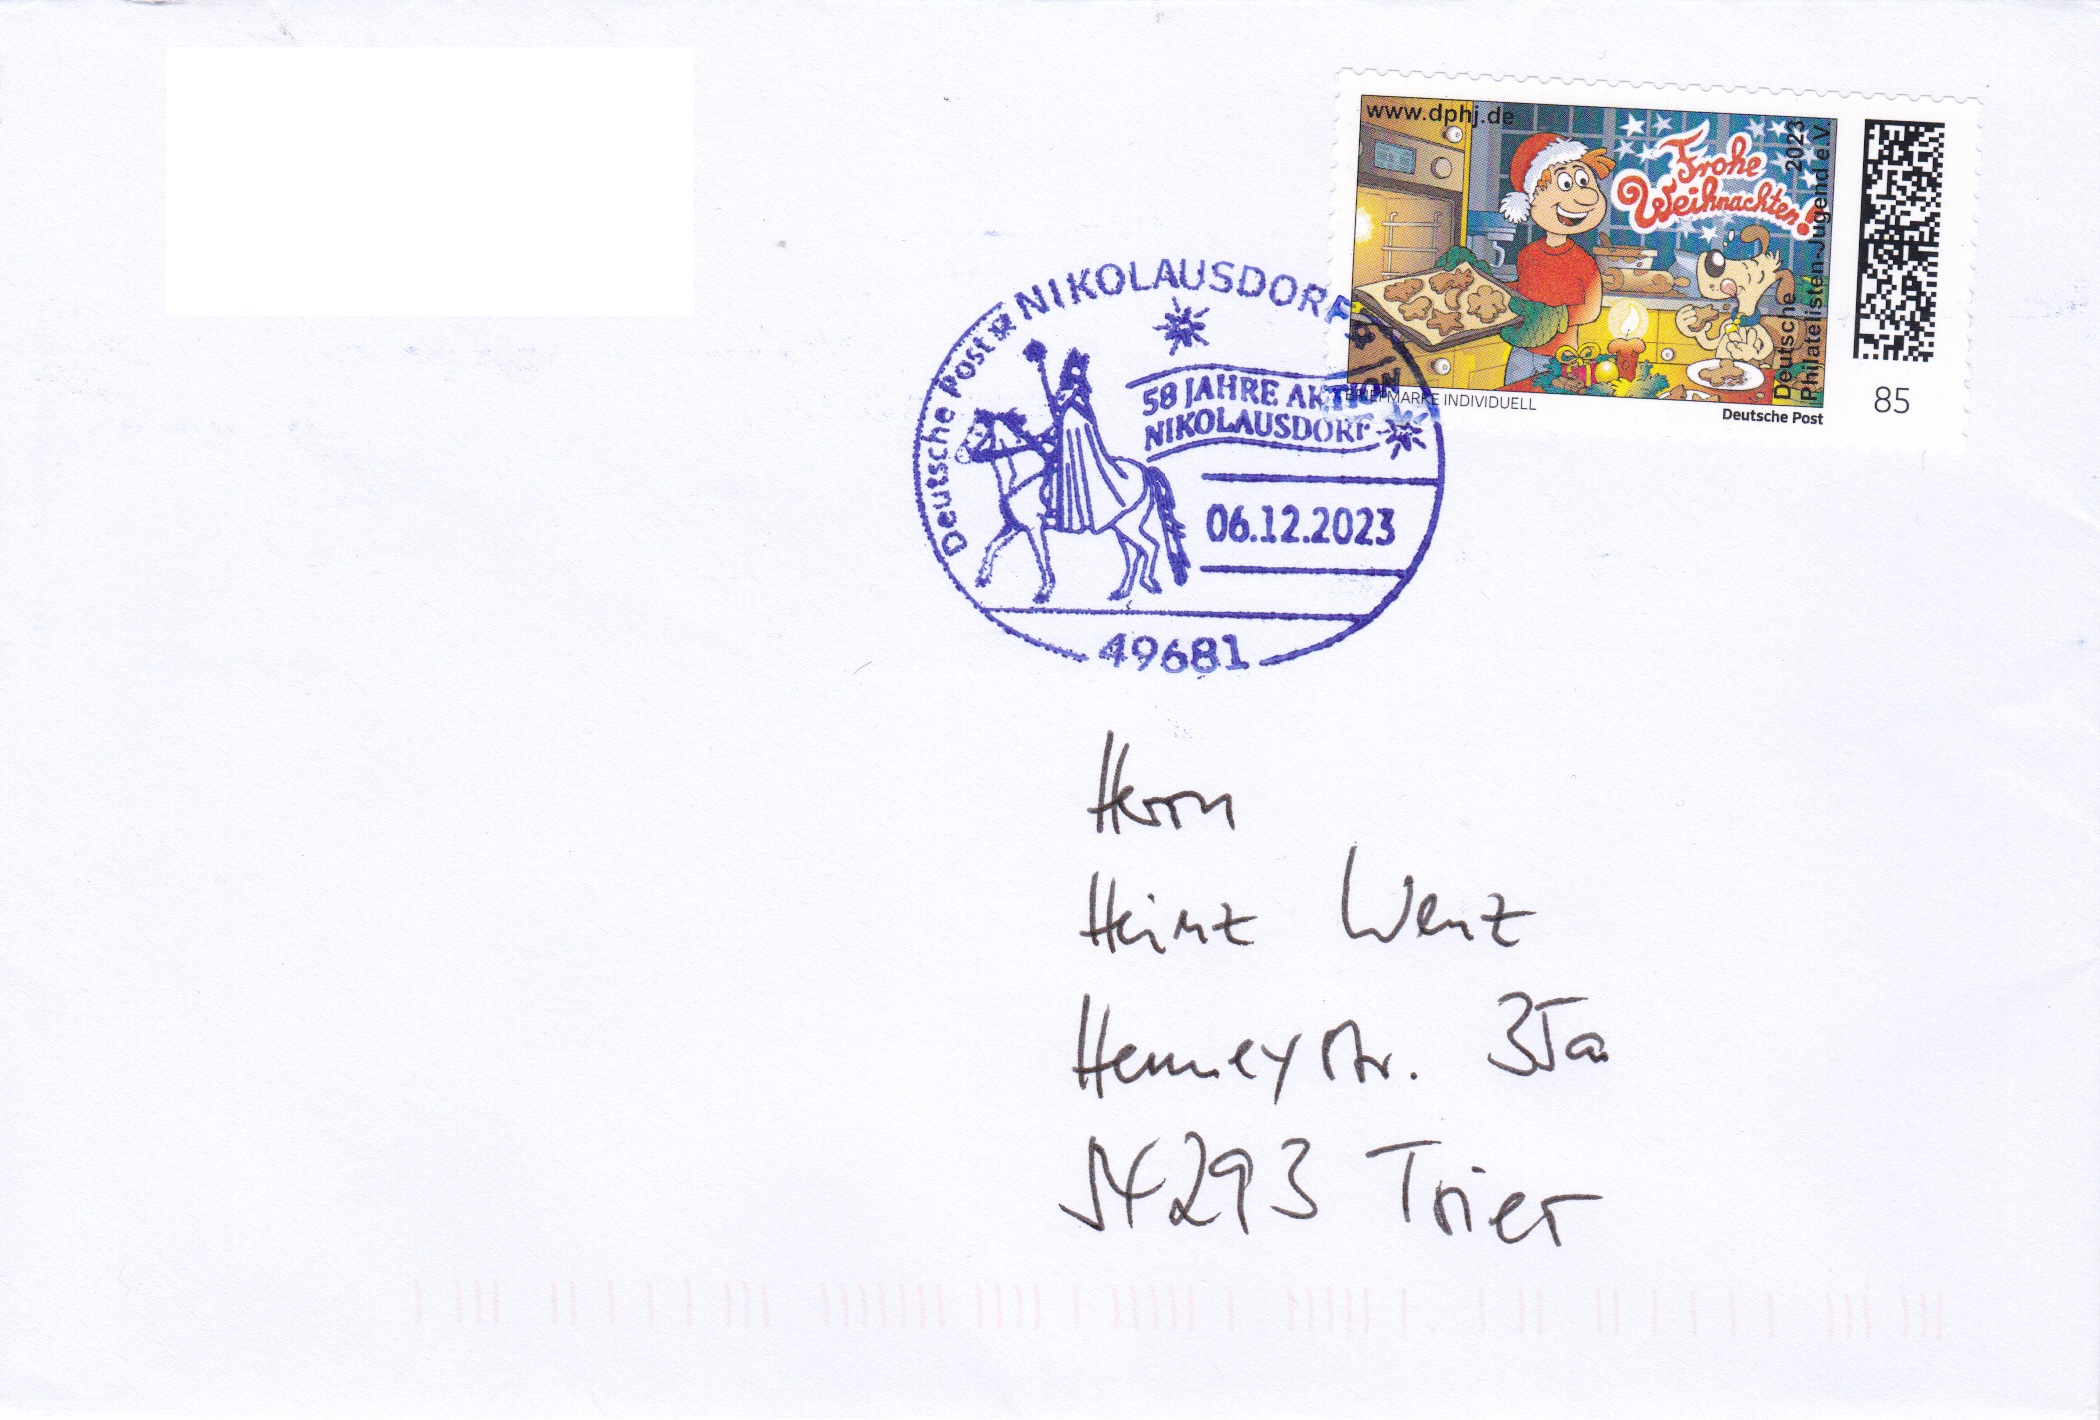 www.dphj.de
Frohe
Weihnachten!
Deutsche 2023
Philatelisten-Jugend e.V.
BRIEFMARKE INDIVIDUELL
Deutsche Post
85
Deutsche Post NIKOLAUSDORF
58 JAHRE AKTION
NIKOLAUSDORF
06.12.2023
49681
Herrn
Heinz Wenz
35a
54293 Trier